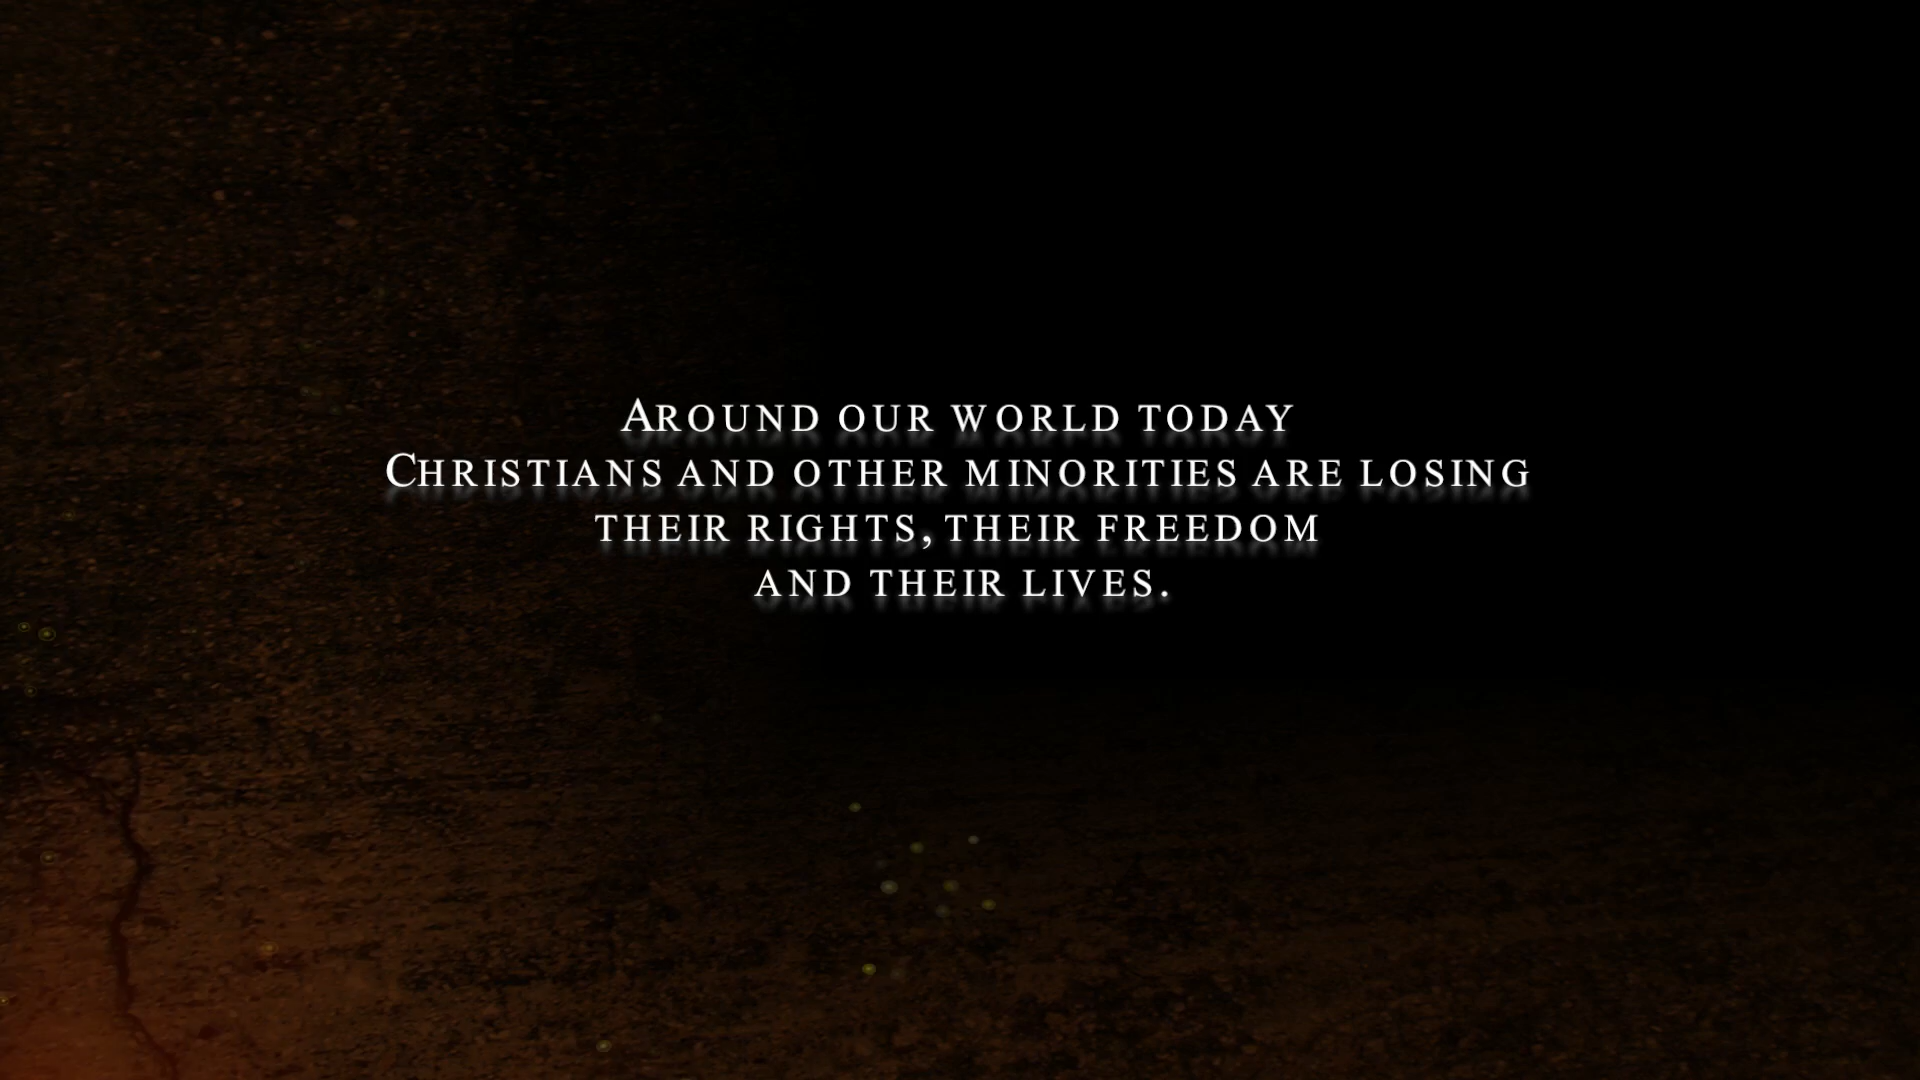 Around our world today
Christians and other minorities are losing
their rights, their freedom
and their lives.